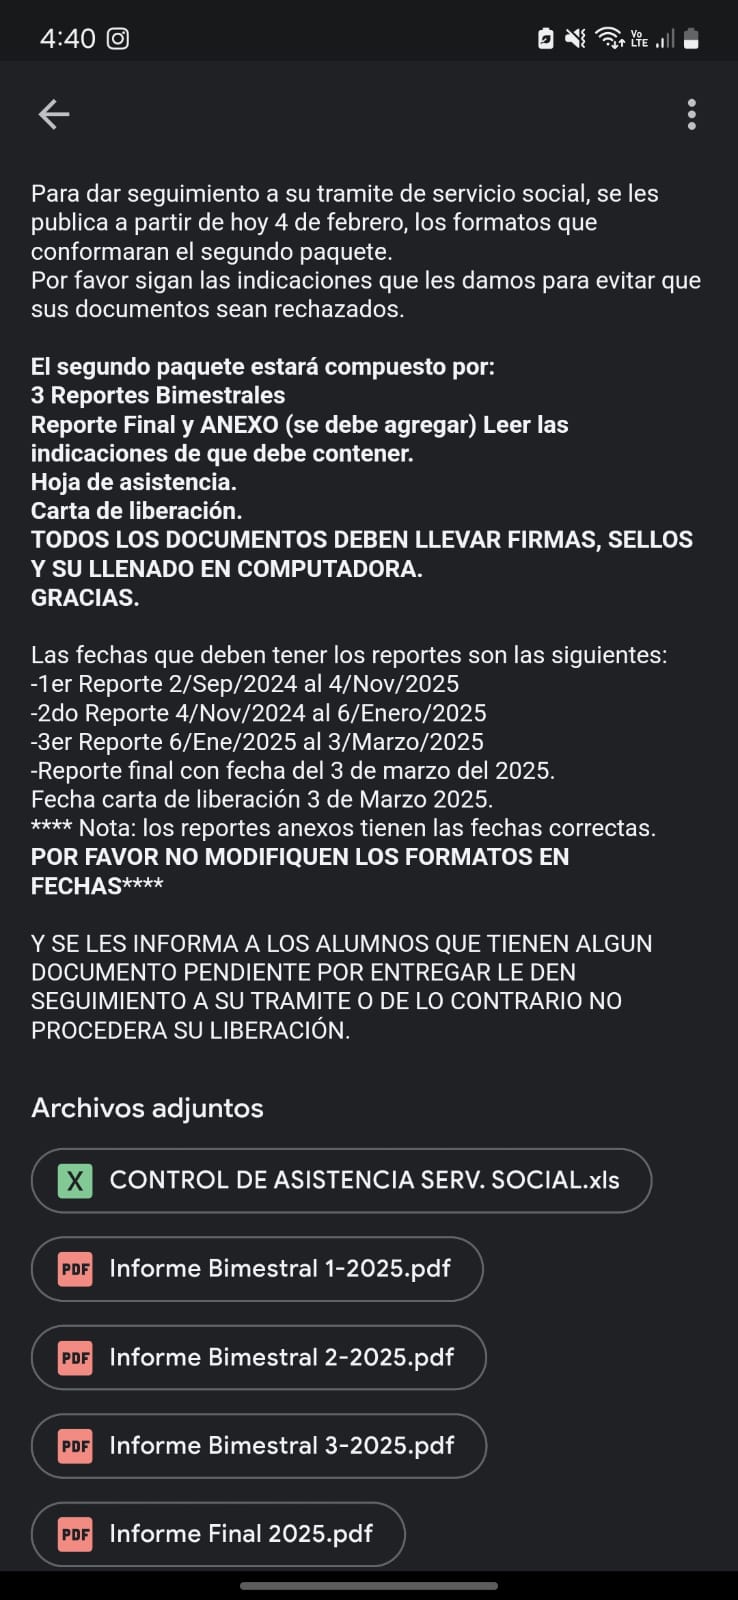 4:40
Vo
LTE
Para dar seguimiento a su tramite de servicio social, se les
publica a partir de hoy 4 de febrero, los formatos que
conformaran el segundo paquete.
Por favor sigan las indicaciones que les damos para evitar que
sus documentos sean rechazados.
El segundo paquete estará compuesto por:
3 Reportes Bimestrales
Reporte Final y ANEXO (se debe agregar) Leer las
indicaciones de que debe contener.
Hoja de asistencia.
Carta de liberación.
TODOS LOS DOCUMENTOS DEBEN LLEVAR FIRMAS, SELLOS
Y SU LLENADO EN COMPUTADORA.
GRACIAS.
Las fechas que deben tener los reportes son las siguientes:
-1er Reporte 2/Sep/2024 al 4/Nov/2025
-2do Reporte 4/Nov/2024 al 6/Enero/2025
-3er Reporte 6/Ene/2025 al 3/Marzo/2025
-Reporte final con fecha del 3 de marzo del 2025.
Fecha carta de liberación 3 de Marzo 2025.
**** Nota: los reportes anexos tienen las fechas correctas.
POR FAVOR NO MODIFIQUEN LOS FORMATOS EN
FECHAS****
Y SE LES INFORMA A LOS ALUMNOS QUE TIENEN ALGUN
DOCUMENTO PENDIENTE POR ENTREGAR LE DEN
SEGUIMIENTO A SU TRAMITE O DE LO CONTRARIO NO
PROCEDERA SU LIBERACIÓN.
Archivos adjuntos
X CONTROL DE ASISTENCIA SERV. SOCIAL.xls
PDF Informe Bimestral 1-2025.pdf
PDF Informe Bimestral 2-2025.pdf
PDF Informe Bimestral 3-2025.pdf
PDF Informe Final 2025.pdf